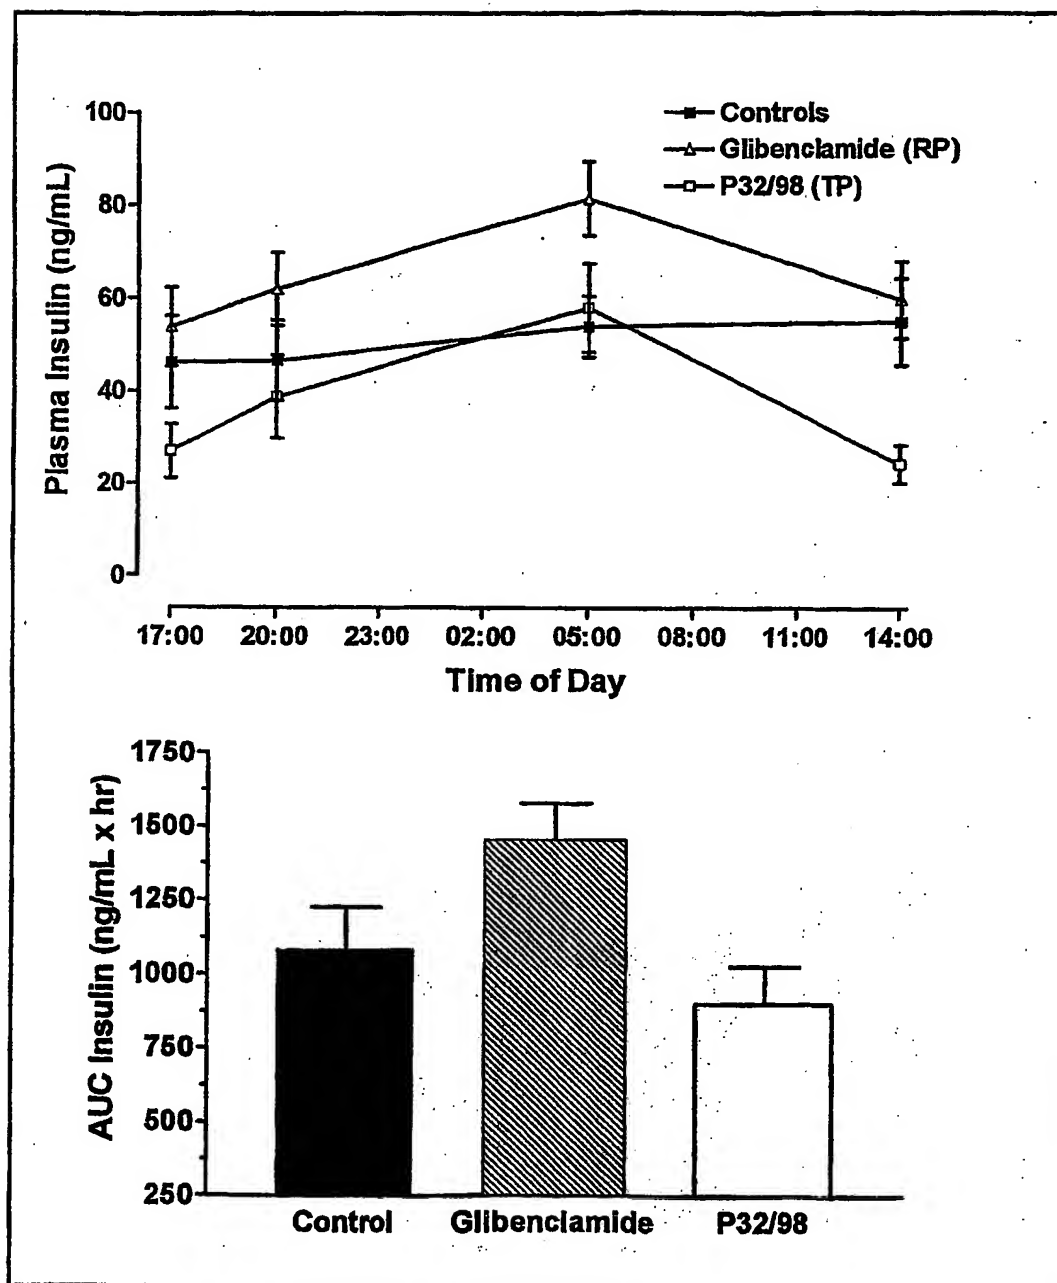 100
Controls
Glibenclamide (RP)
P32/98 (TP)
80
60
40
20
0
Plasma Insulin (ng/mL)
17:00 20:00 23:00 02:00 05:00 08:00 11:00 14:00
Time of Day
1750
1500
1250
1000
750
500
250
AUC Insulin (ng/mL x hr)
Control Glibenclamide P32/98